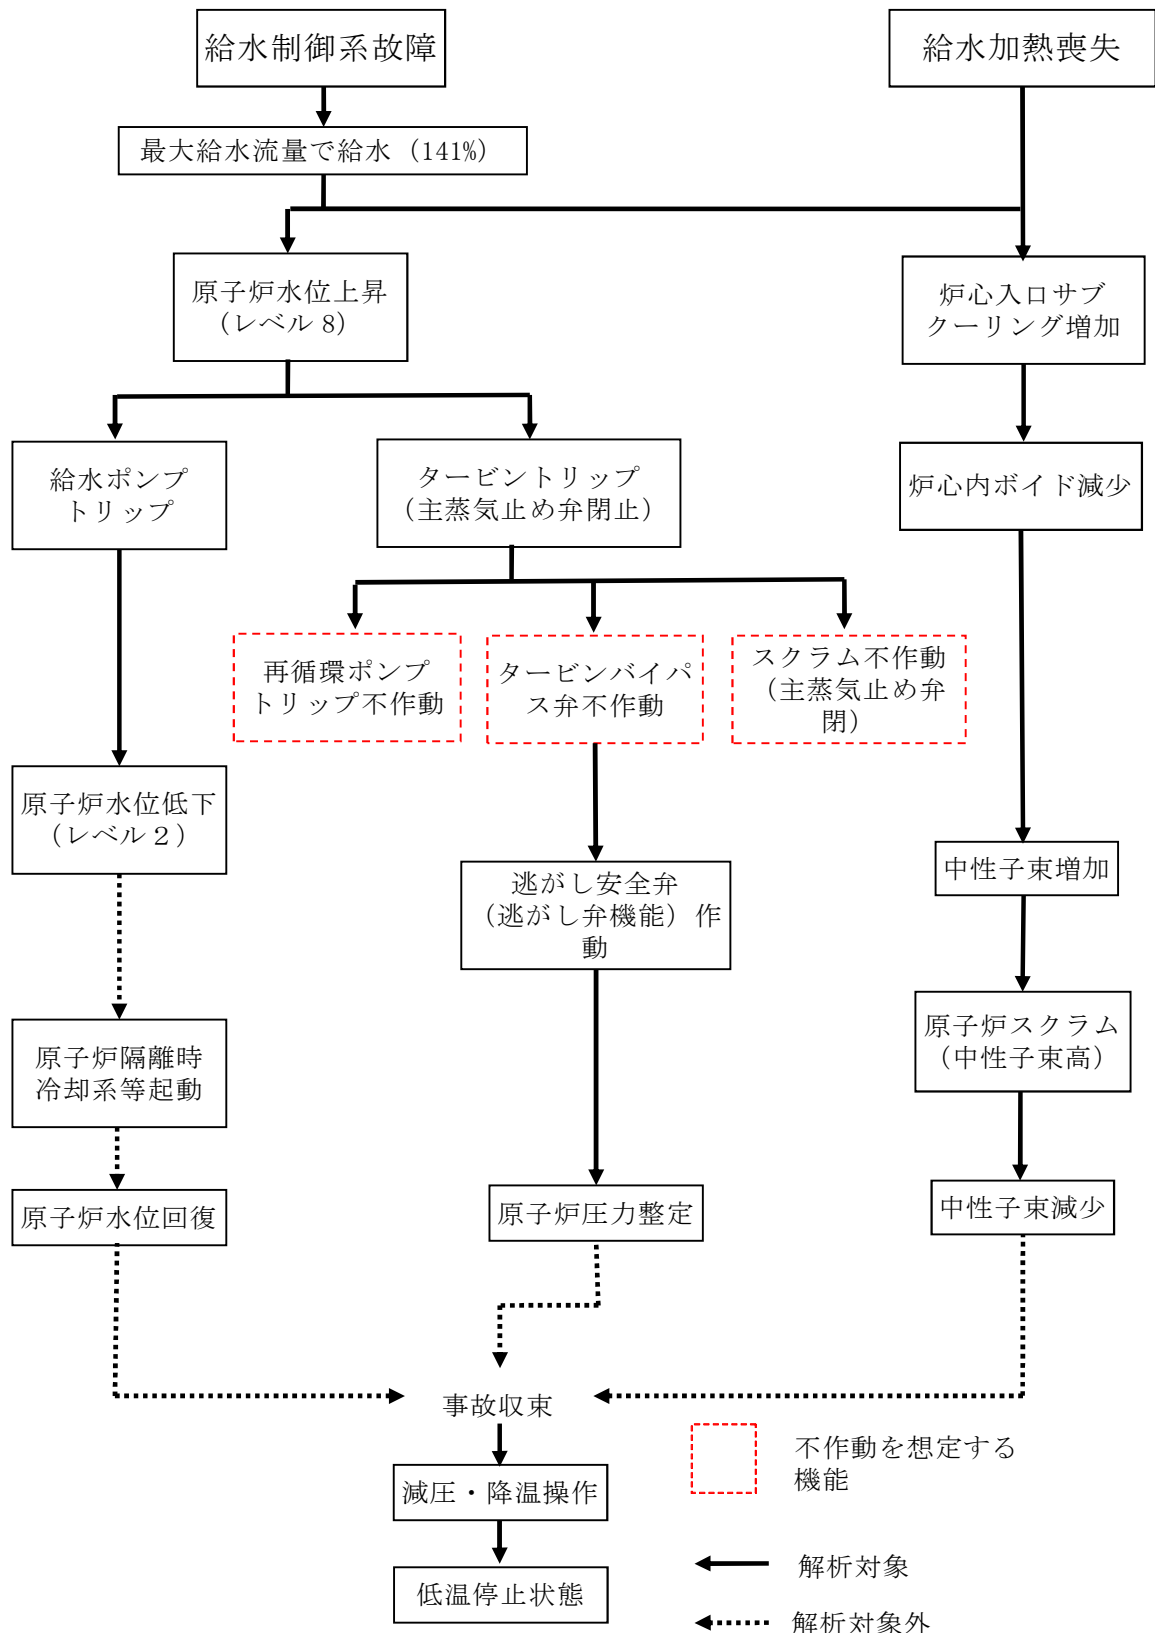 給水制御系故障
給水加熱喪失
最大給水流量で給水（141%）
原子炉水位上昇
（レベル 8）
炉心入口サブ
クーリング増加
給水ポンプ
トリップ
タービントリップ
（主蒸気止め弁閉止）
炉心内ボイド減少
再循環ポンプ
トリップ不作動
タービンバイパ
ス弁不作動
スクラム不作動
（主蒸気止め弁
閉）
原子炉水位低下
（レベル２）
中性子束増加
逃がし安全弁
（逃がし弁機能）作
動
原子炉スクラム
（中性子束高）
原子炉隔離時
冷却系等起動
原子炉水位回復
原子炉圧力整定
中性子束減少
事故収束
不作動を想定する
機能
減圧・降温操作
解析対象
低温停止状態
解析対象外